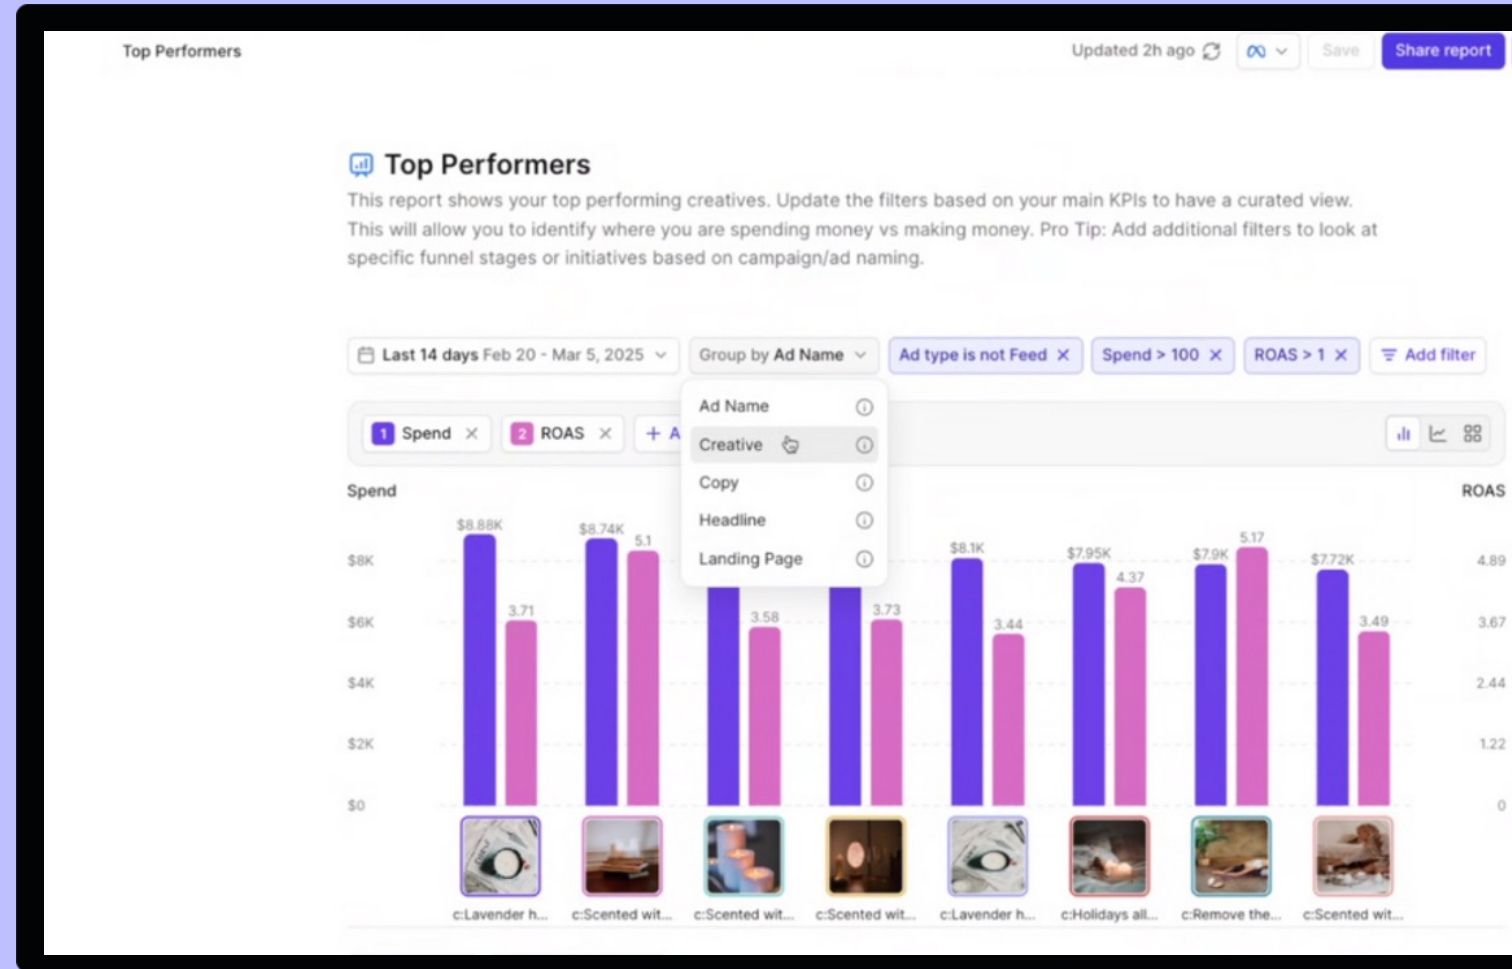 Top Performers
Updated 2h ago
Save
Share report
Top Performers
This report shows your top performing creatives. Update the filters based on your main KPIs to have a curated view.
This will allow you to identify where you are spending money vs making money. Pro Tip: Add additional filters to look at
specific funnel stages or initiatives based on campaign/ad naming.
Last 14 days Feb 20 - Mar 5, 2025
Group by Ad Name
Ad type is not Feed
Spend > 100
ROAS > 1
Add filter
Ad Name
Creative
Copy
Headline
Landing Page
1 Spend
2 ROAS
+ A
Spend
ROAS
$8.88K
$8.74K
5.1
$8.1K
$7.95K
4.37
$7.9K
5.17
$7.72K
3.71
3.58
3.73
3.44
3.49
$8K
$6K
$4K
$2K
$0
4.89
3.67
2.44
1.22
0
c:Lavender h...
c:Scented wit...
c:Scented wit...
c:Scented wit...
c:Lavender h...
c:Holidays all...
c:Remove the...
c:Scented wit...